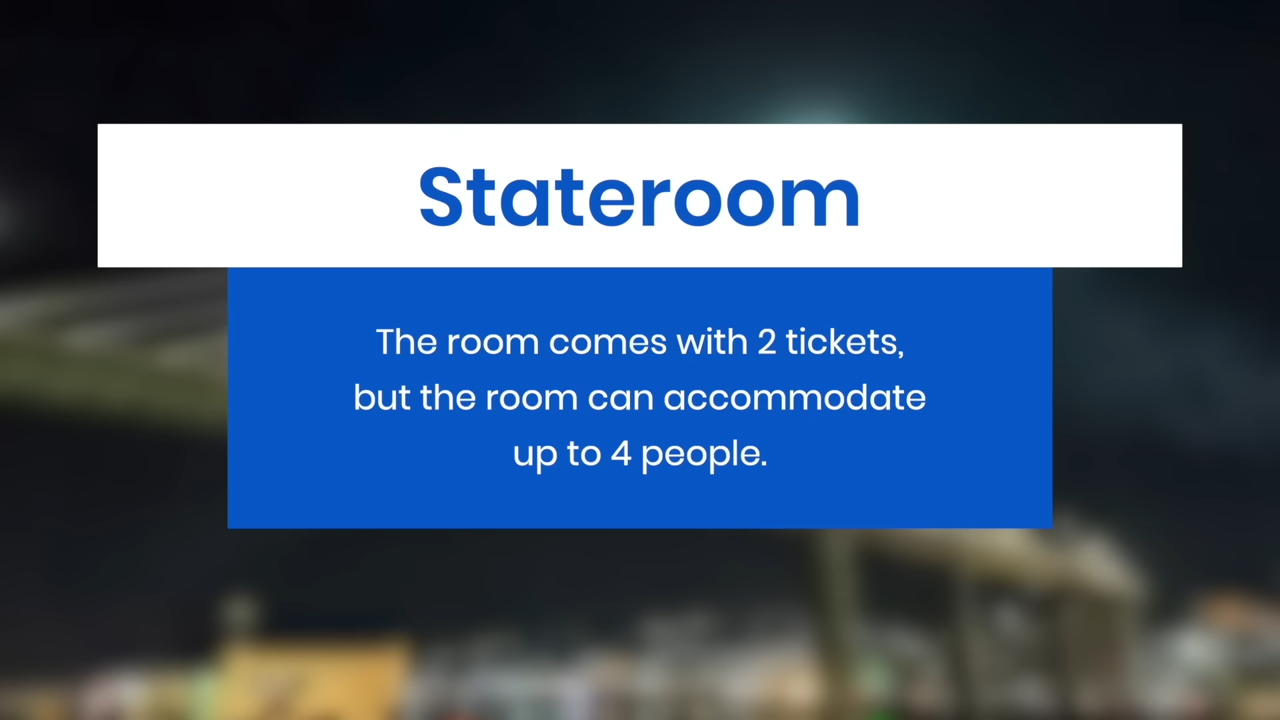 Stateroom
The room comes with 2 tickets,
but the room can accommodate
up to 4 people.